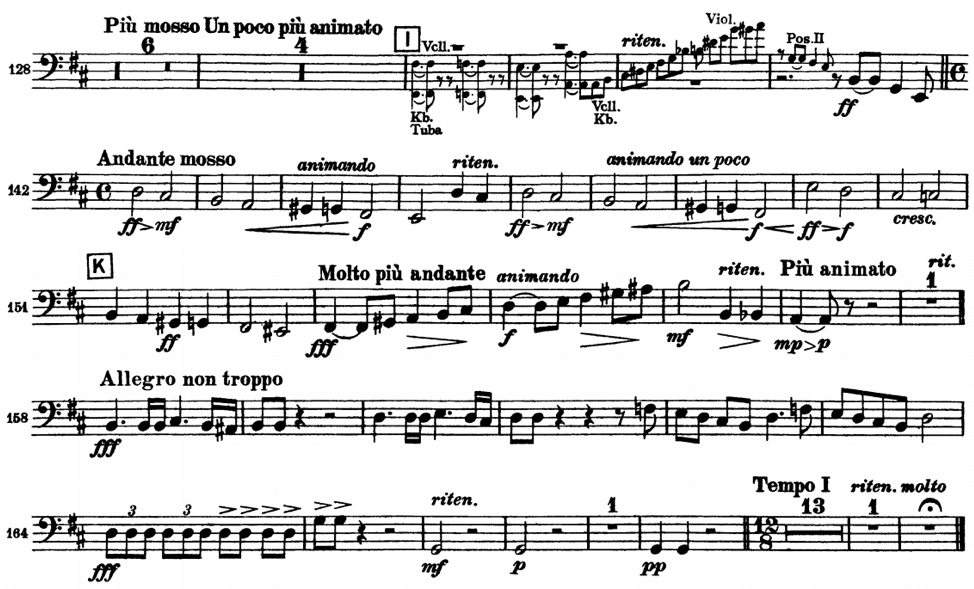 Più mosso Un poco più animato
6 4 I Vcll. riten. Viol. Pos.II
128
Kb. Vcll. ff
Tuba Kb.
Andante mosso animando riten. animando un poco
142
ff mf f ff mf f ff f cresc.
K Molto più andante animando riten. Più animato rit.
1
151
ff fff f mf mp p
Allegro non troppo
158
fff
Tempo I riten. molto
3 3 riten. 1 13 1
164 12
8
fff mf p pp